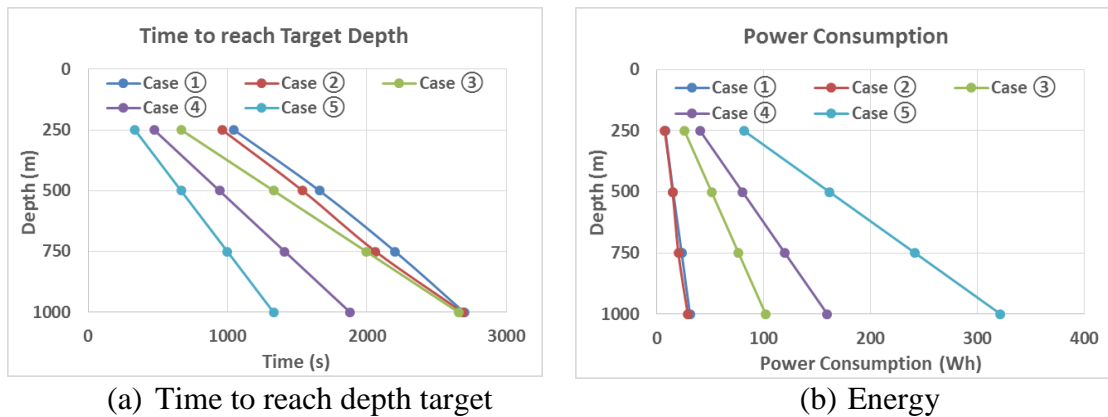 Time to reach Target Depth
0
Case ① Case ② Case ③
Case ④ Case ⑤
250
500
750
1000
Depth (m)
0 1000 2000 3000
Time (s)
(a) Time to reach depth target
Power Consumption
0
Case ① Case ② Case ③
Case ④ Case ⑤
250
500
750
1000
Depth (m)
0 100 200 300 400
Power Consumption (Wh)
(b) Energy